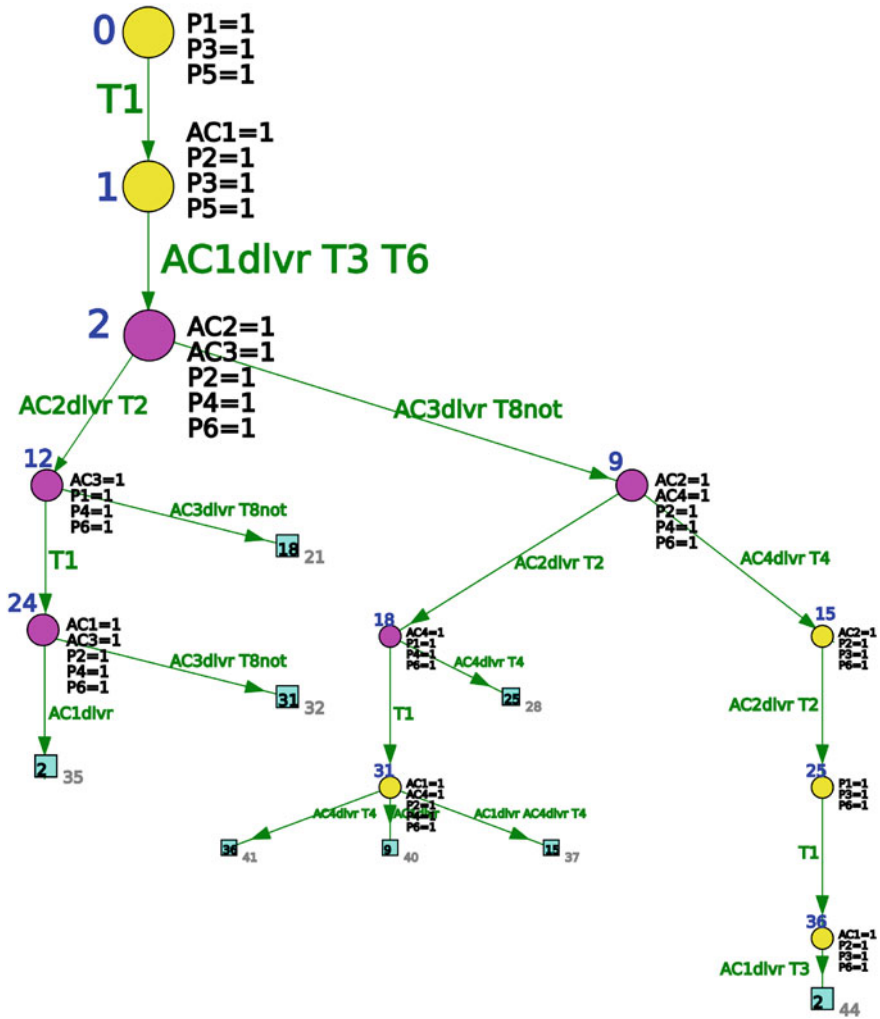 0
P1=1
P3=1
P5=1
T1
AC1=1
P2=1
P3=1
P5=1
1
AC1dlvr T3 T6
2
AC2=1
AC3=1
P2=1
P4=1
P6=1
AC2dlvr T2
AC3dlvr T8not
12
AC3=1
P1=1
P4=1
P6=1
9
AC2=1
AC4=1
P2=1
P4=1
P6=1
AC3dlvr T8not
18
21
T1
AC2dlvr T2
AC4dlvr T4
24
AC1=1
AC3=1
P2=1
P4=1
P6=1
18
AC4=1
P1=1
P4=1
P6=1
15
AC2=1
P2=1
P3=1
P6=1
AC3dlvr T8not
31
32
AC4dlvr T4
25
28
AC1dlvr
T1
AC2dlvr T2
2
35
31
AC1=1
AC4=1
P2=1
P4=1
P6=1
25
P1=1
P3=1
P6=1
AC4dlvr T4
AC1dlvr AC4dlvr T4
36
41
9
40
15
37
T1
36
AC1=1
P2=1
P3=1
P6=1
AC1dlvr T3
2
44